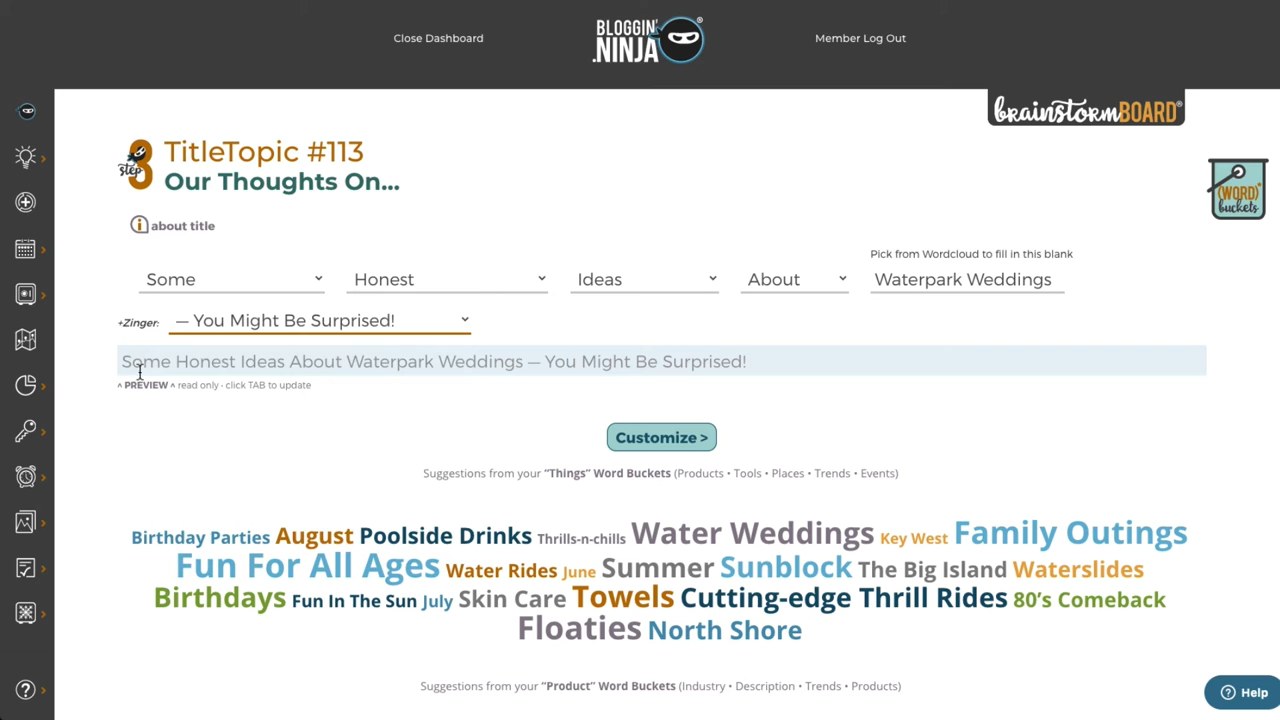 Close Dashboard
BLOGGIN'
.NINJA®
Member Log Out
brainstormBOARD®
step 3
TitleTopic #113
Our Thoughts On...
(WORD)
buckets
i about title
Pick from Wordcloud to fill in this blank
Some Honest Ideas About Waterpark Weddings
+Zinger: — You Might Be Surprised!
Some Honest Ideas About Waterpark Weddings — You Might Be Surprised!
^ PREVIEW ^ read only - click TAB to update
Customize >
Suggestions from your "Things" Word Buckets (Products • Tools • Places • Trends • Events)
Birthday Parties August Poolside Drinks Thrills-n-chills Water Weddings Key West Family Outings
Fun For All Ages Water Rides June Summer Sunblock The Big Island Waterslides
Birthdays Fun In The Sun July Skin Care Towels Cutting-edge Thrill Rides 80's Comeback
Floaties North Shore
Suggestions from your "Product" Word Buckets (Industry • Description • Trends • Products)
? Help